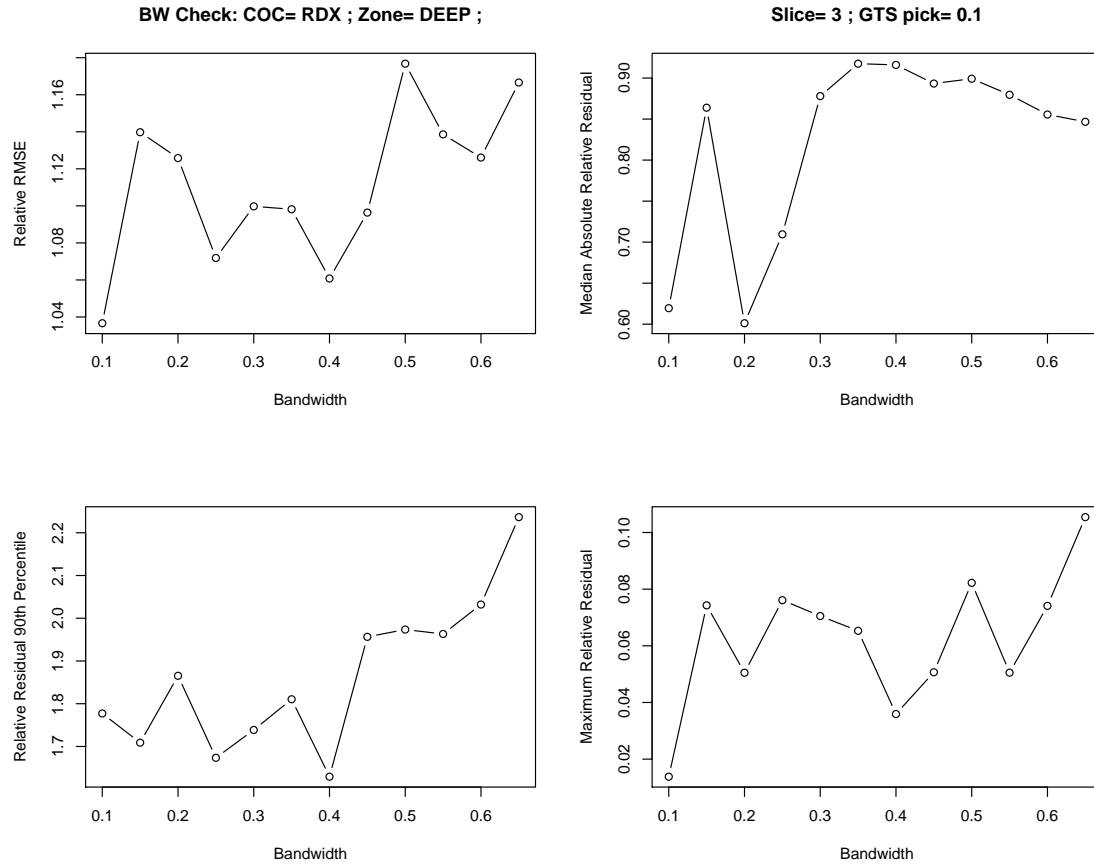 BW Check: COC= RDX ; Zone= DEEP ;
Relative RMSE
1.16
1.12
1.08
1.04
0.1 0.2 0.3 0.4 0.5 0.6
Bandwidth
Slice= 3 ; GTS pick= 0.1
Median Absolute Relative Residual
0.90
0.80
0.70
0.60
0.1 0.2 0.3 0.4 0.5 0.6
Bandwidth
Relative Residual 90th Percentile
2.2
2.1
2.0
1.9
1.8
1.7
0.1 0.2 0.3 0.4 0.5 0.6
Bandwidth
Maximum Relative Residual
0.10
0.08
0.06
0.04
0.02
0.1 0.2 0.3 0.4 0.5 0.6
Bandwidth